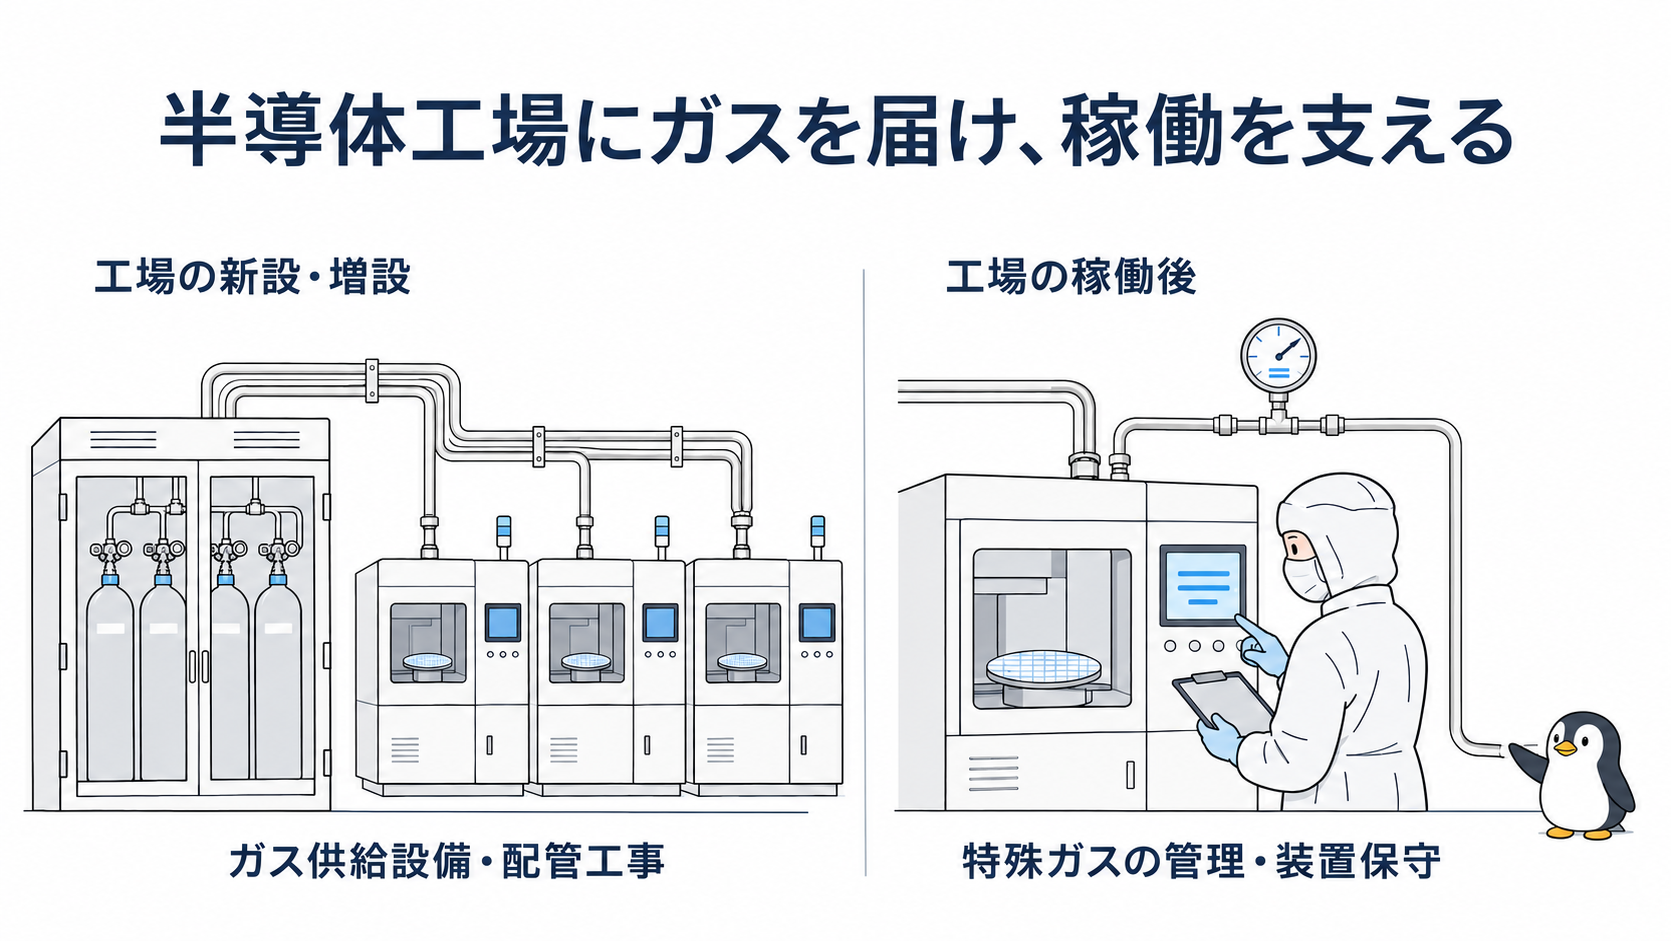 半導体工場にガスを届け、稼働を支える
工場の新設・増設
ガス供給設備・配管工事
工場の稼働後
特殊ガスの管理・装置保守